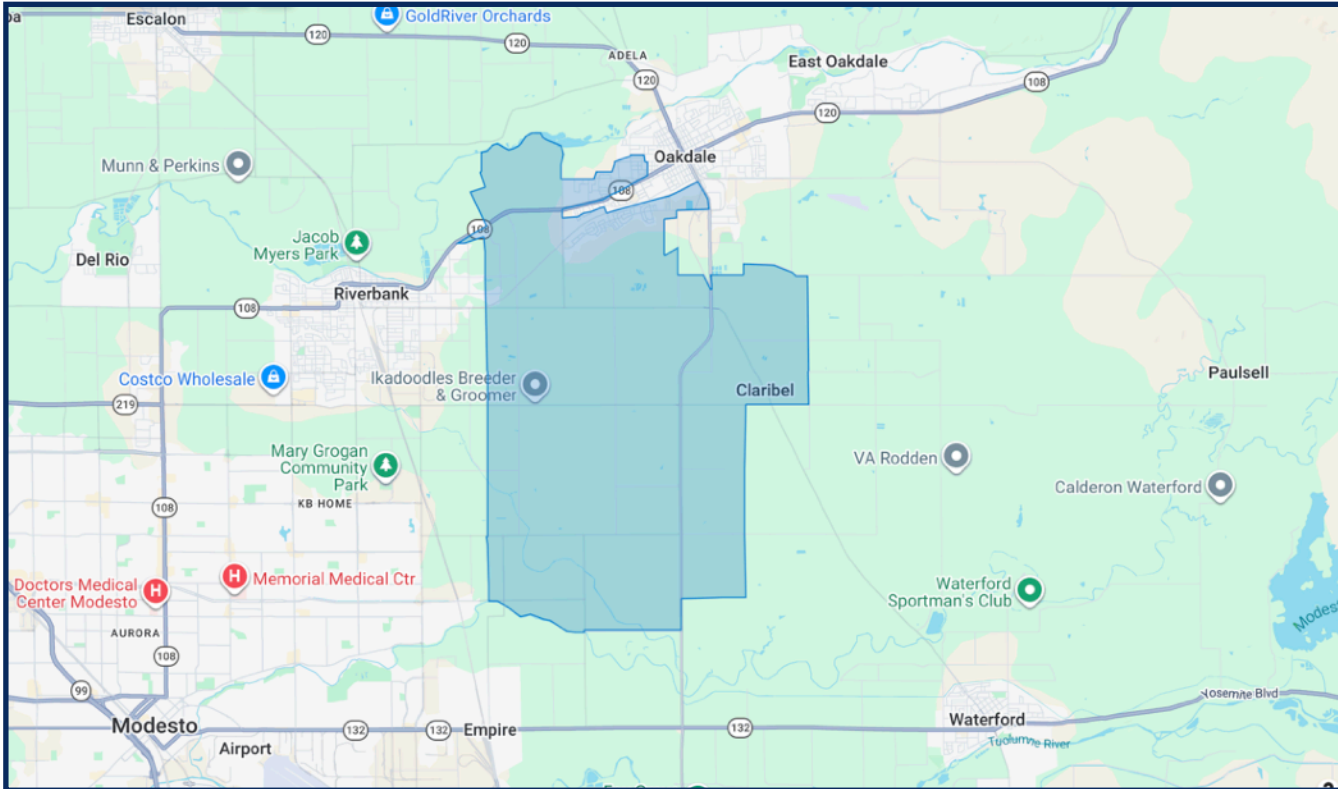 Escalon
GoldRiver Orchards
120
120
120
ADELA
120
East Oakdale
108
120
Munn & Perkins
Oakdale
108
108
Jacob
Myers Park
Del Rio
Riverbank
108
Costco Wholesale
Ikadoodles Breeder
& Groomer
Claribel
Paulsell
219
Mary Grogan
Community
Park
KB HOME
VA Rodden
Calderon Waterford
108
Doctors Medical
Center Modesto
Memorial Medical Ctr
Waterford
Sportman's Club
AURORA
108
99
Modesto
Airport
132
132
Empire
132
Waterford
Yosemite Blvd
Tuolumne River